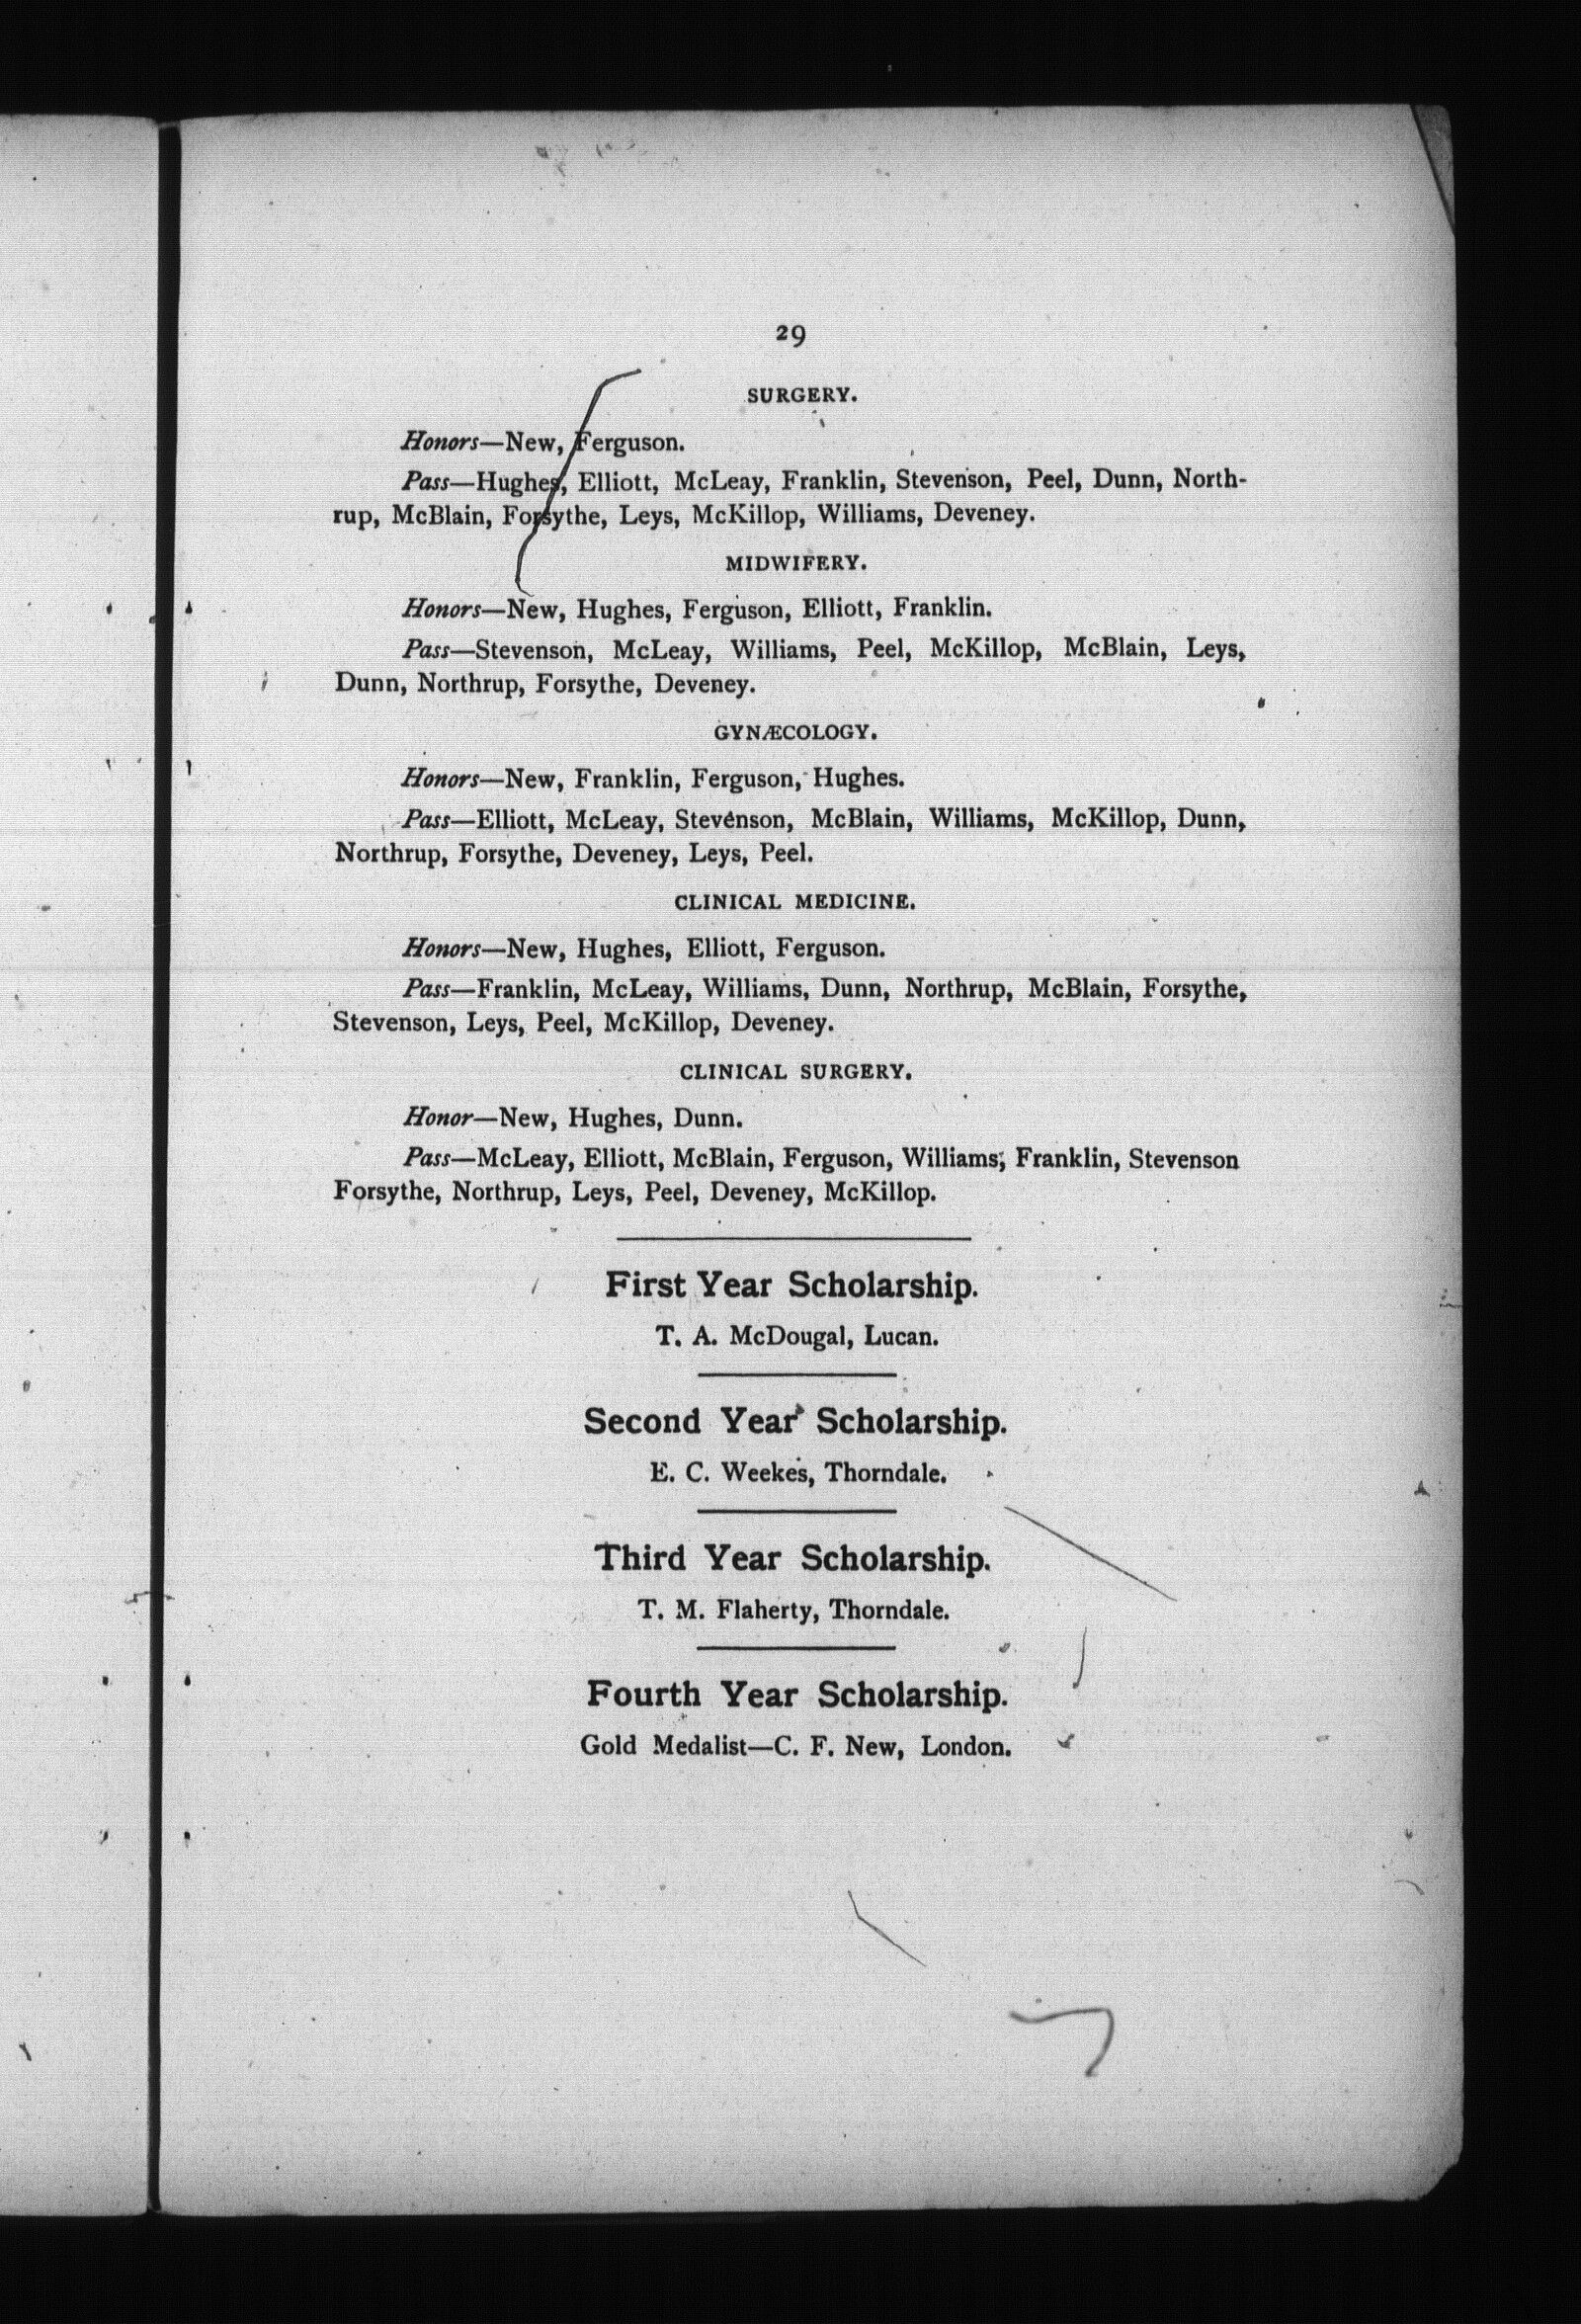 29
SURGERY.
Honors—New, Ferguson.
Pass—Hughes, Elliott, McLeay, Franklin, Stevenson, Peel, Dunn, North-
rup, McBlain, Forsythe, Leys, McKillop, Williams, Deveney.
MIDWIFERY.
Honors—New, Hughes, Ferguson, Elliott, Franklin.
Pass—Stevenson, McLeay, Williams, Peel, McKillop, McBlain, Leys,
Dunn, Northrup, Forsythe, Deveney.
GYNÆCOLOGY.
Honors—New, Franklin, Ferguson, Hughes.
Pass—Elliott, McLeay, Stevenson, McBlain, Williams, McKillop, Dunn,
Northrup, Forsythe, Deveney, Leys, Peel.
CLINICAL MEDICINE.
Honors—New, Hughes, Elliott, Ferguson.
Pass—Franklin, McLeay, Williams, Dunn, Northrup, McBlain, Forsythe,
Stevenson, Leys, Peel, McKillop, Deveney.
CLINICAL SURGERY.
Honor—New, Hughes, Dunn.
Pass—McLeay, Elliott, McBlain, Ferguson, Williams, Franklin, Stevenson
Forsythe, Northrup, Leys, Peel, Deveney, McKillop.
First Year Scholarship.
T. A. McDougal, Lucan.
Second Year Scholarship.
E. C. Weekes, Thorndale.
Third Year Scholarship.
T. M. Flaherty, Thorndale.
Fourth Year Scholarship.
Gold Medalist—C. F. New, London.